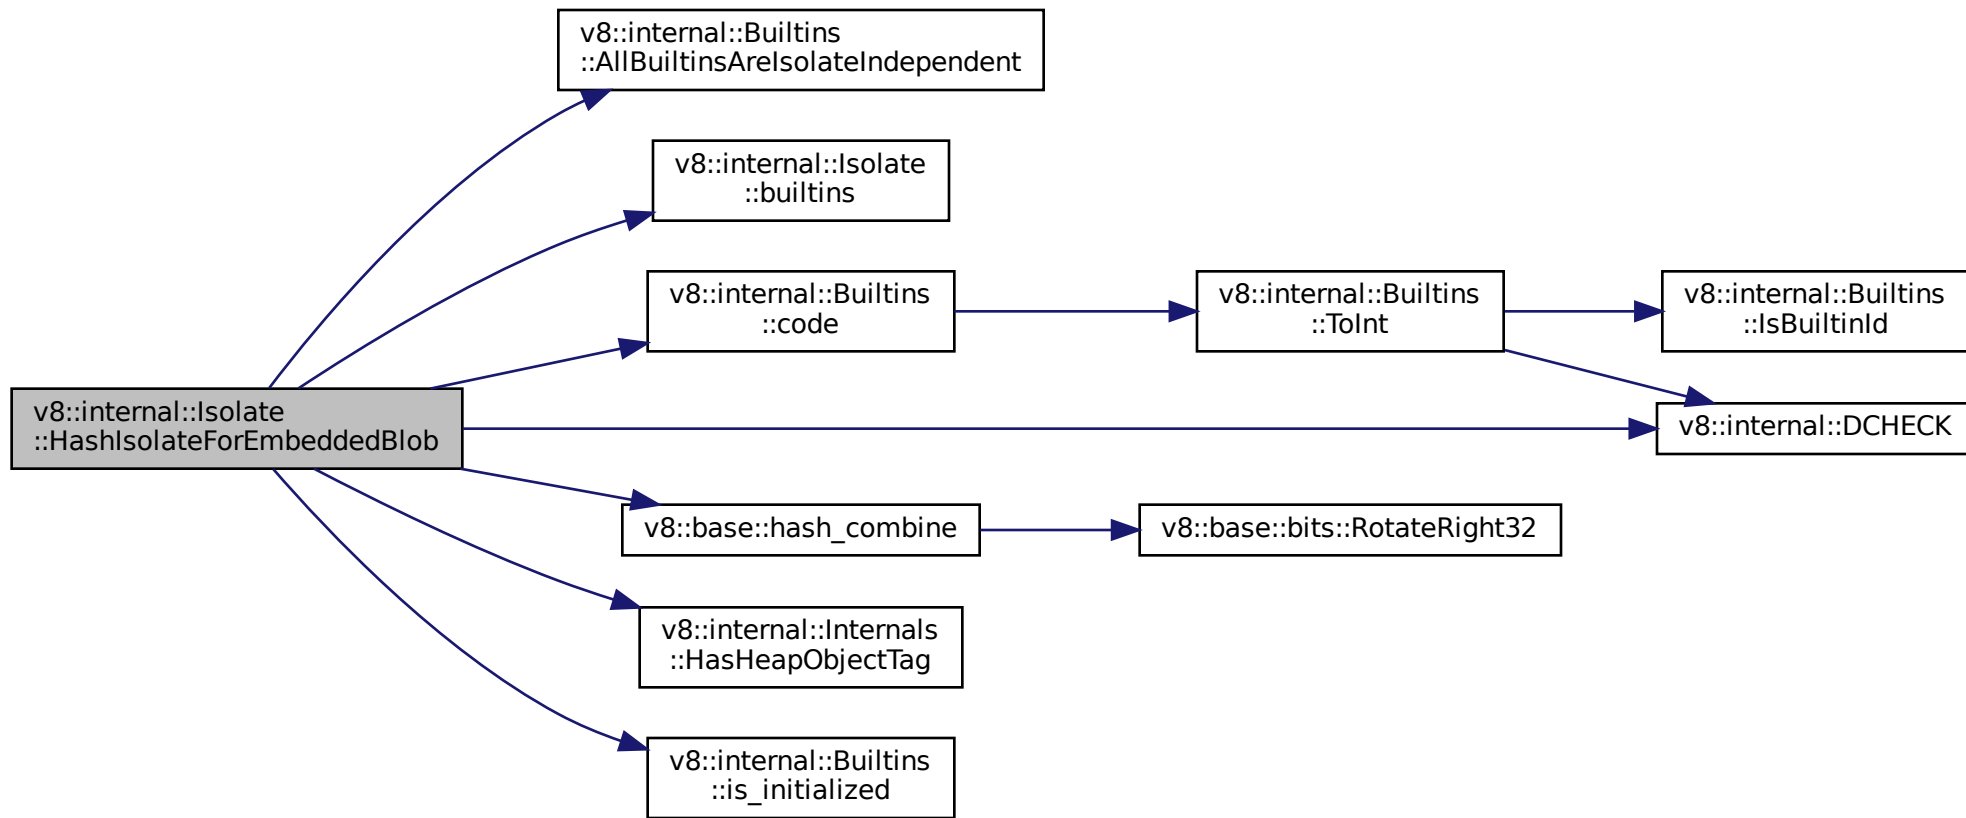 v8::internal::Builtins
::AllBuiltinsAreIsolateIndependent
v8::internal::Isolate
::builtins
v8::internal::Builtins
::code
v8::internal::Builtins
::ToInt
v8::internal::Builtins
::IsBuiltinId
v8::internal::Isolate
::HashIsolateForEmbeddedBlob
v8::internal::DCHECK
v8::base::hash_combine
v8::base::bits::RotateRight32
v8::internal::Internals
::HasHeapObjectTag
v8::internal::Builtins
::is_initialized